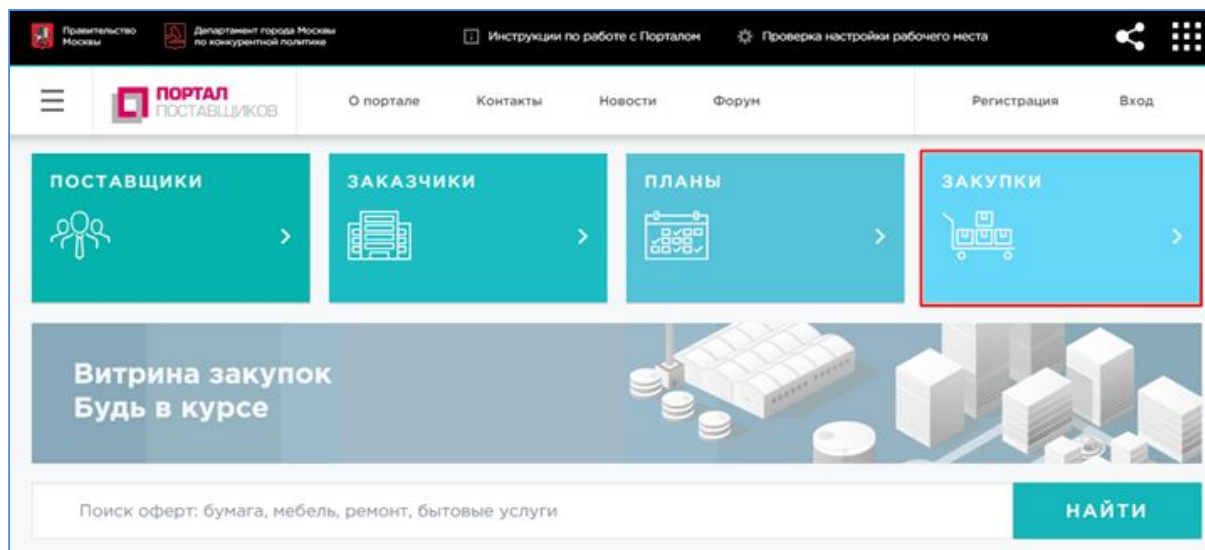 Правительство
Москвы
Департамент города Москвы
по конкурентной политике
Инструкции по работе с Порталом
Проверка настройки рабочего места
ПОРТАЛ
ПОСТАВЩИКОВ
О портале
Контакты
Новости
Форум
Регистрация
Вход
ПОСТАВЩИКИ
ЗАКАЗЧИКИ
ПЛАНЫ
ЗАКУПКИ
Витрина закупок
Будь в курсе
Поиск оферт: бумага, мебель, ремонт, бытовые услуги
НАЙТИ